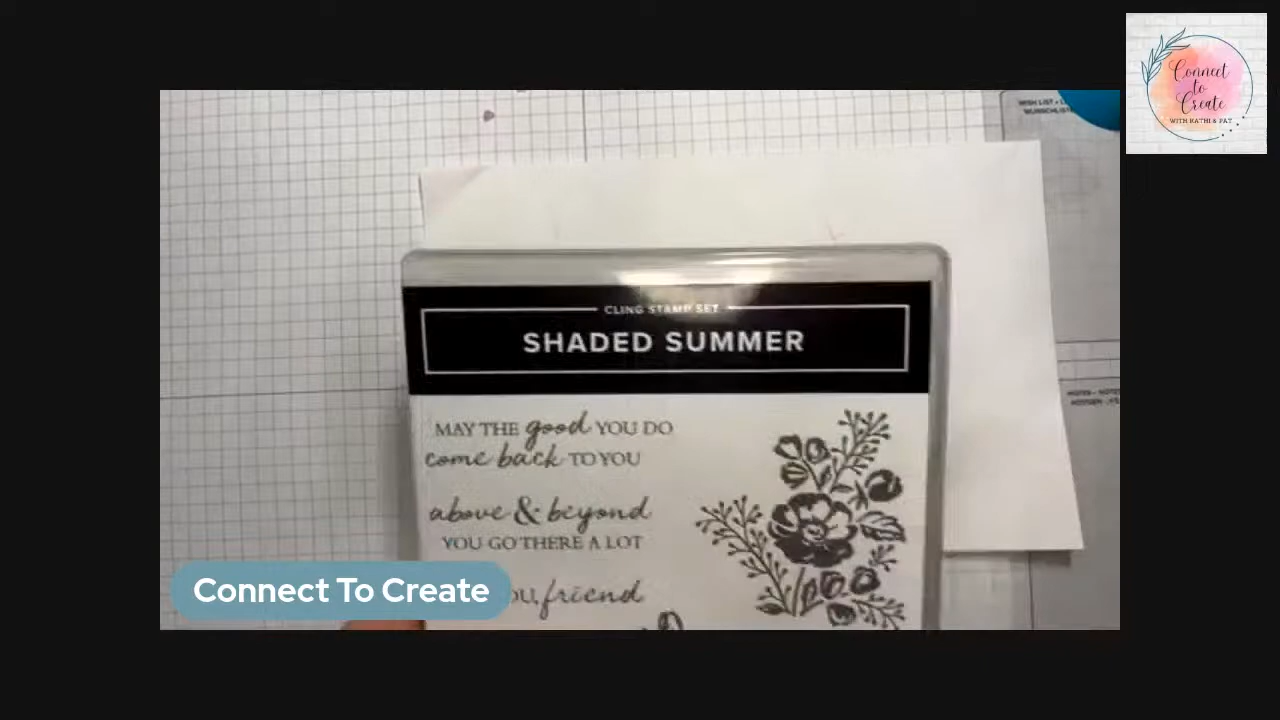 Connect
to
Create
WITH KATHI & PAT
CLING STAMP SET
SHADED SUMMER
MAY THE good YOU DO
come back TO YOU
above & beyond
YOU GO THERE A LOT
friend
Connect To Create